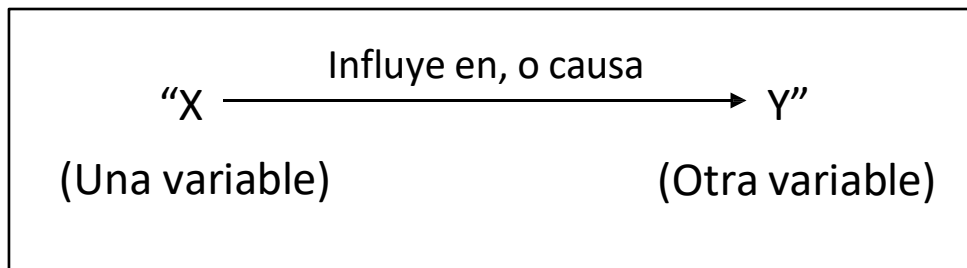 Influye en, o causa
“X Y”
(Una variable) (Otra variable)